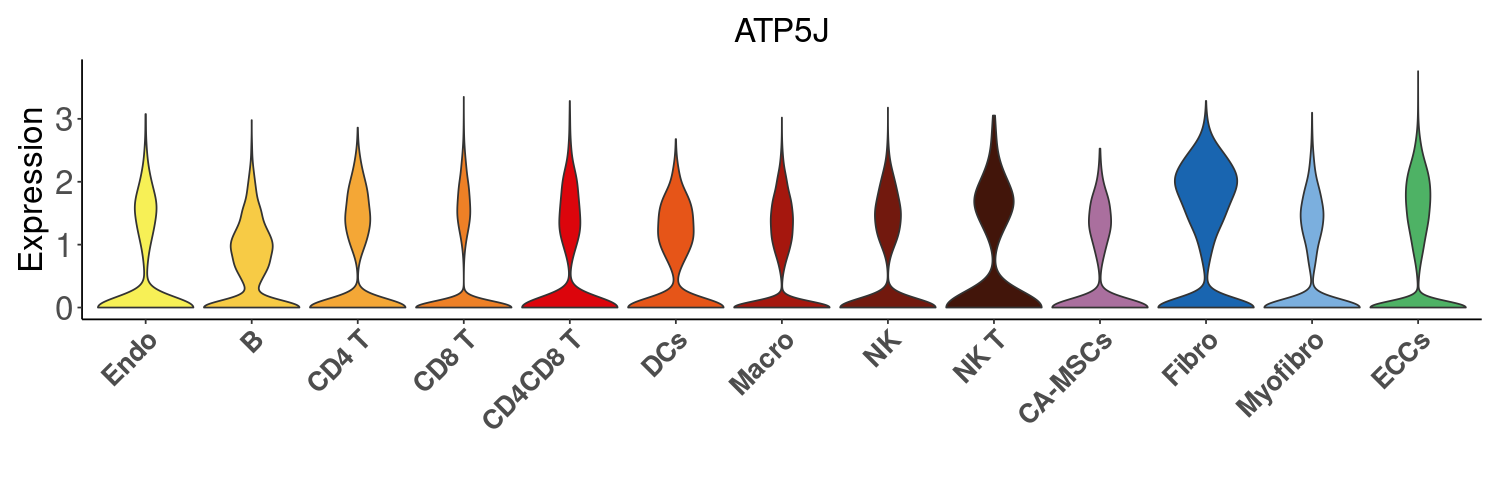 ATP5J
Expression
3
2
1
0
Endo
B
CD4 T
CD8 T
CD4CD8 T
DCs
Macro
NK
NK T
CA-MSCs
Fibro
Myofibro
ECCs